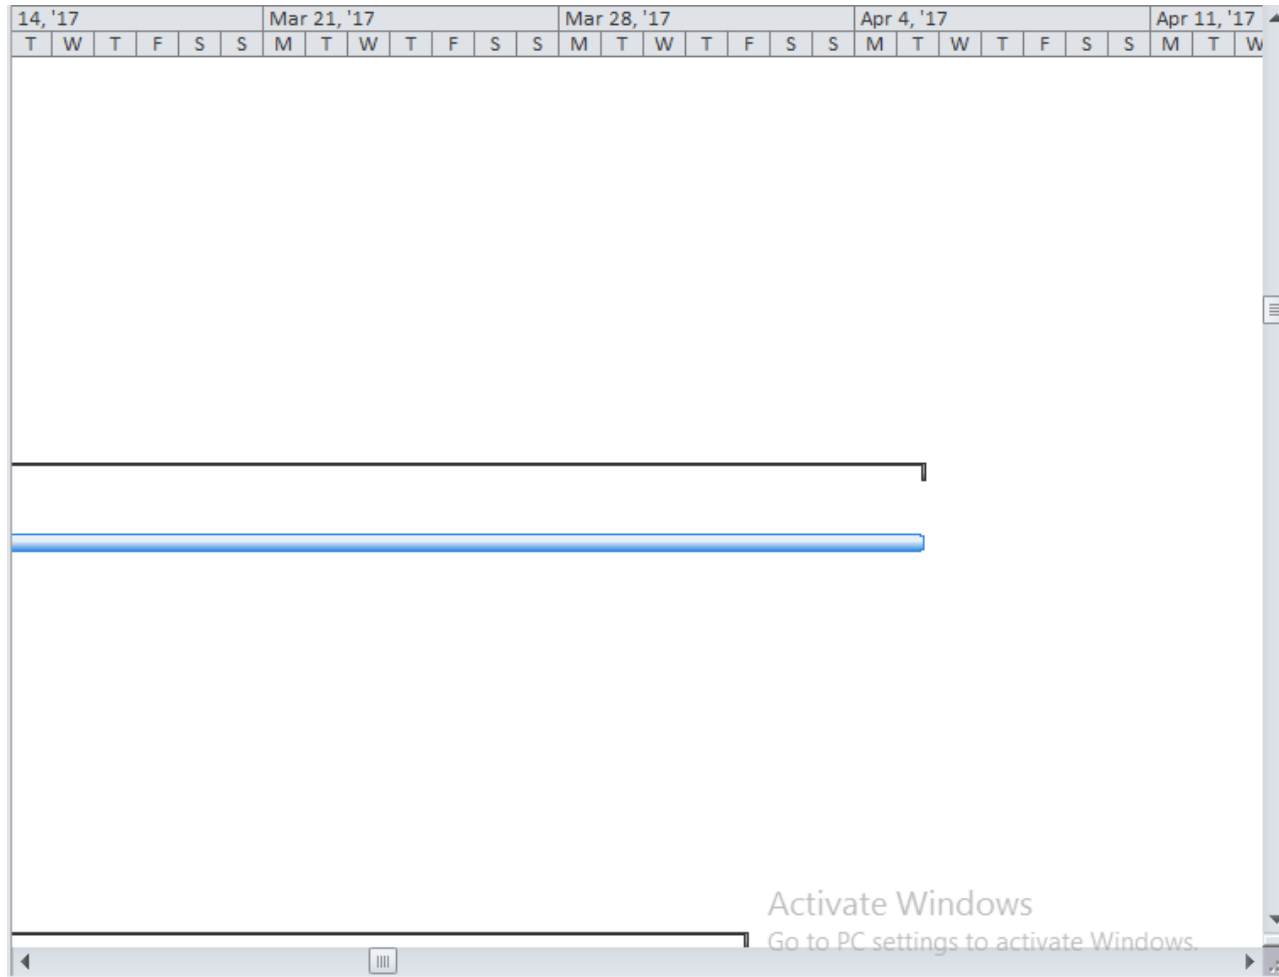 14, '17 Mar 21, '17 Mar 28, '17 Apr 4, '17 Apr 11, '17
T W T F S S M T W T F S S M T W T F S S M T W T F S S M T W
Activate Windows
Go to PC settings to activate Windows.